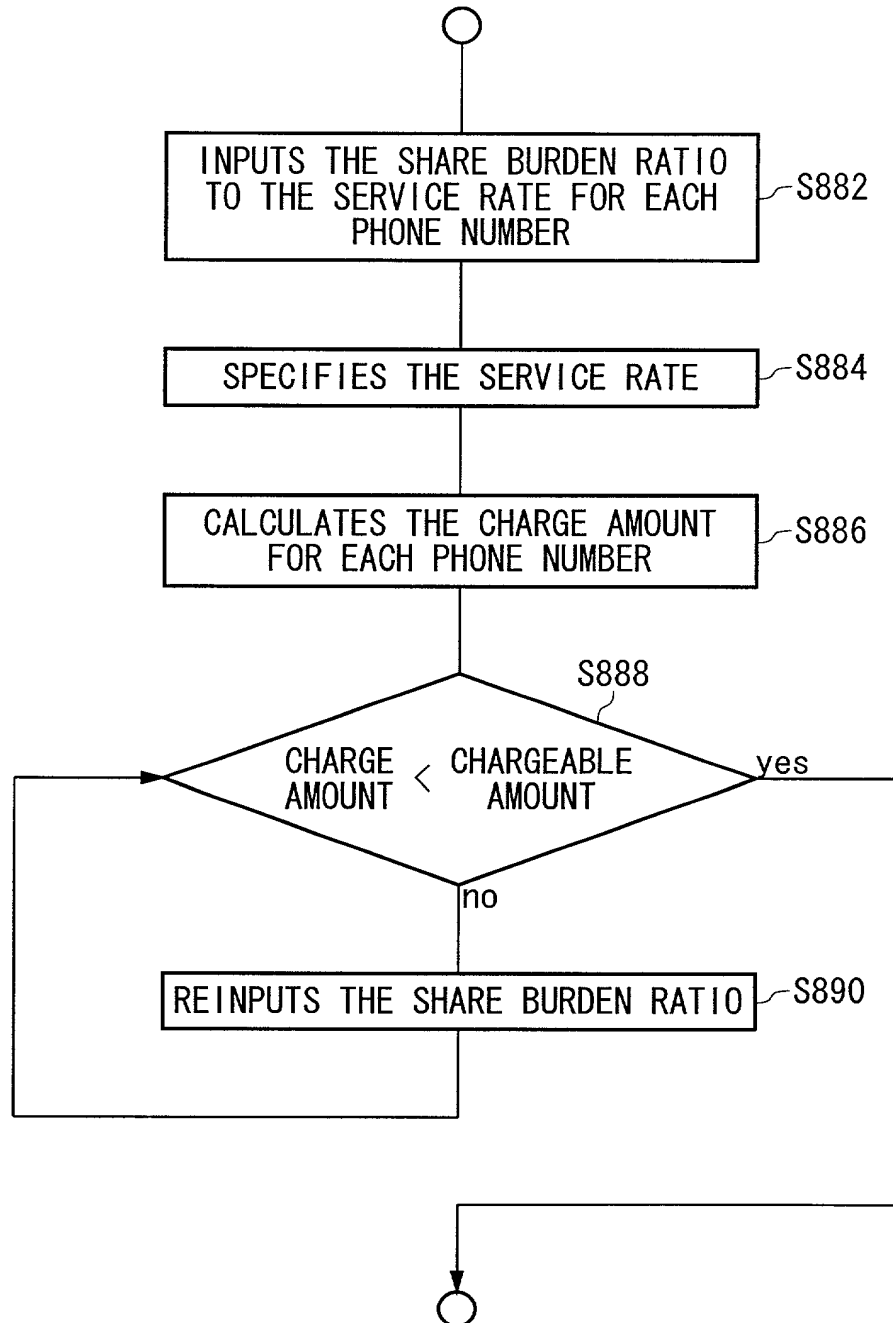 INPUTS THE SHARE BURDEN RATIO
TO THE SERVICE RATE FOR EACH
PHONE NUMBER
S882
SPECIFIES THE SERVICE RATE
S884
CALCULATES THE CHARGE AMOUNT
FOR EACH PHONE NUMBER
S886
S888
CHARGE < CHARGEABLE
AMOUNT AMOUNT
yes
no
REINPUTS THE SHARE BURDEN RATIO
S890